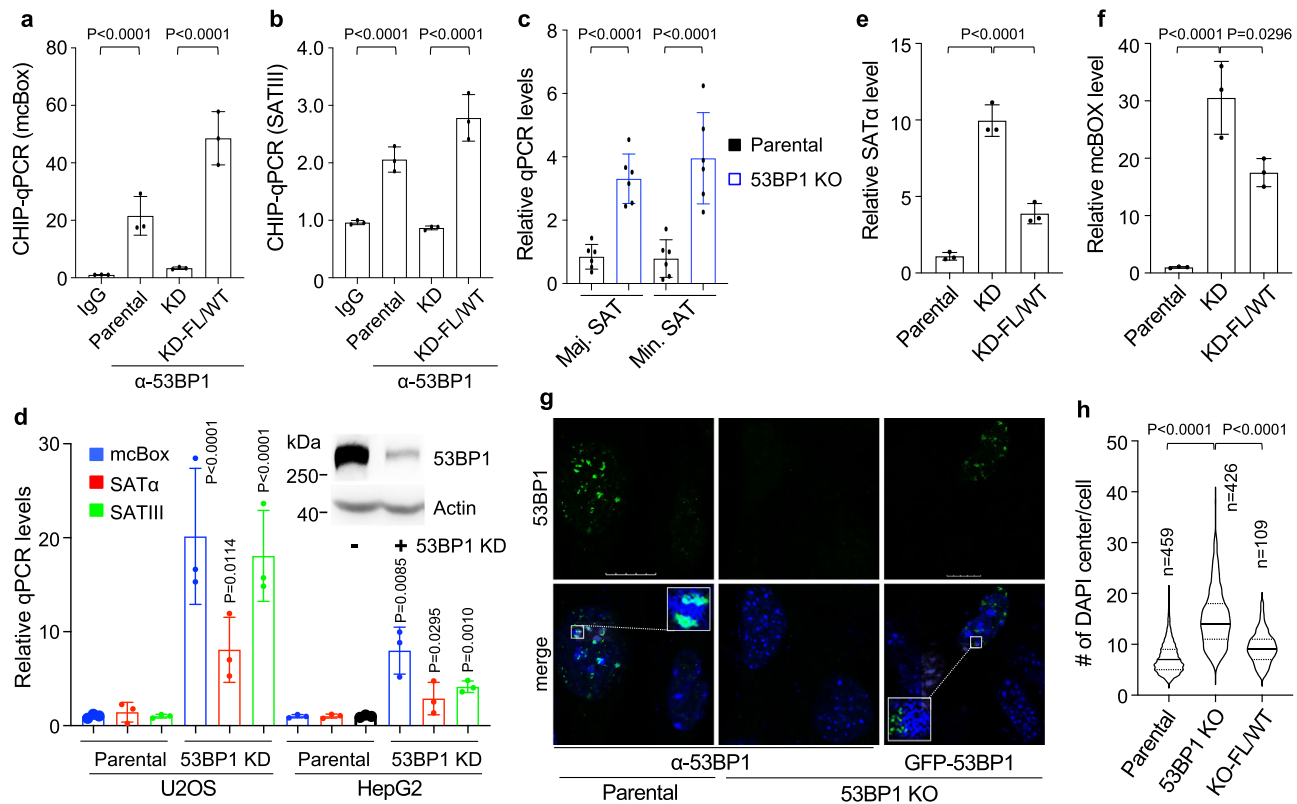 a
P<0.0001
P<0.0001
CHIP-qPCR (mcBox)
80
60
40
20
0
IgG
Parental
KD
KD-FL/WT
α-53BP1
b
P<0.0001
P<0.0001
CHIP-qPCR (SATIII)
4.0
3.0
2.0
1.0
0
IgG
Parental
KD
KD-FL/WT
α-53BP1
c
P<0.0001
P<0.0001
Relative qPCR levels
8
6
4
2
0
Maj. SAT
Min. SAT
Parental
53BP1 KO
e
P<0.0001
Relative SATα level
15
10
5
0
Parental
KD
KD-FL/WT
f
P<0.0001
P=0.0296
Relative mcBOX level
40
30
20
10
0
Parental
KD
KD-FL/WT
d
Relative qPCR levels
30
20
10
0
mcBox
SATα
SATIII
P<0.0001
P=0.0114
P<0.0001
P=0.0085
P=0.0295
P=0.0010
kDa
250
40
53BP1
Actin
- + 53BP1 KD
Parental
53BP1 KD
Parental
53BP1 KD
U2OS
HepG2
g
53BP1
merge
α-53BP1
GFP-53BP1
Parental
53BP1 KO
h
P<0.0001
P<0.0001
# of DAPI center/cell
50
40
30
20
10
0
n=459
n=426
n=109
Parental
53BP1 KO
KO-FL/WT